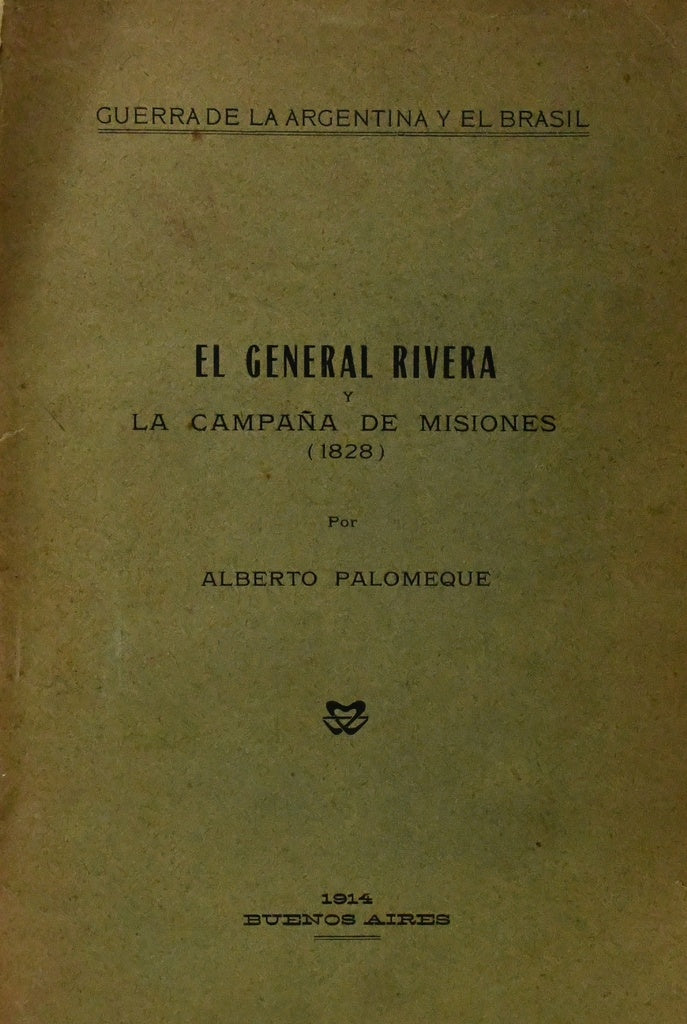 GUERRA DE LA ARGENTINA Y EL BRASIL
EL GENERAL RIVERA
Y
LA CAMPAÑA DE MISIONES
(1828)
Por
ALBERTO PALOMEQUE
1914
BUENOS AIRES